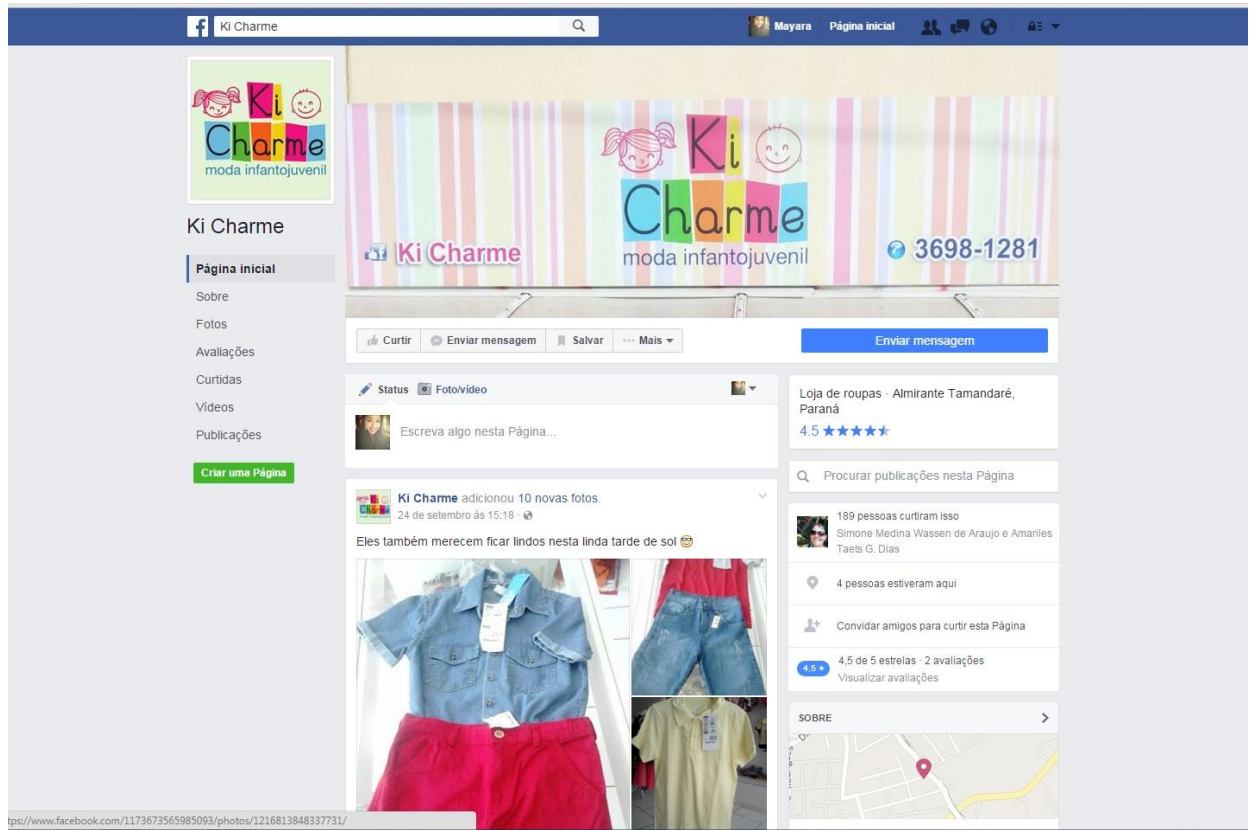 Ki Charme
Mayara
Página inicial
Ki
Charme
moda infantojuvenil
Ki Charme
Página inicial
Sobre
Fotos
Avaliações
Curtidas
Vídeos
Publicações
Criar uma Página
Ki
Charme
moda infantojuvenil
Ki Charme
3698-1281
Curtir
Enviar mensagem
Salvar
Mais
Enviar mensagem
Status
Foto/vídeo
Escreva algo nesta Página...
Ki Charme adicionou 10 novas fotos.
24 de setembro às 15:18 ·
Eles também merecem ficar lindos nesta linda tarde de sol
Loja de roupas · Almirante Tamandaré,
Paraná
4.5
Procurar publicações nesta Página
189 pessoas curtiram isso
Simone Medina Wassen de Araujo e Amariles
Taets G. Dias
4 pessoas estiveram aqui
Convidar amigos para curtir esta Página
4,5 de 5 estrelas · 2 avaliações
Visualizar avaliações
SOBRE
tps://www.facebook.com/1173673565985093/photos/1216813848337731/